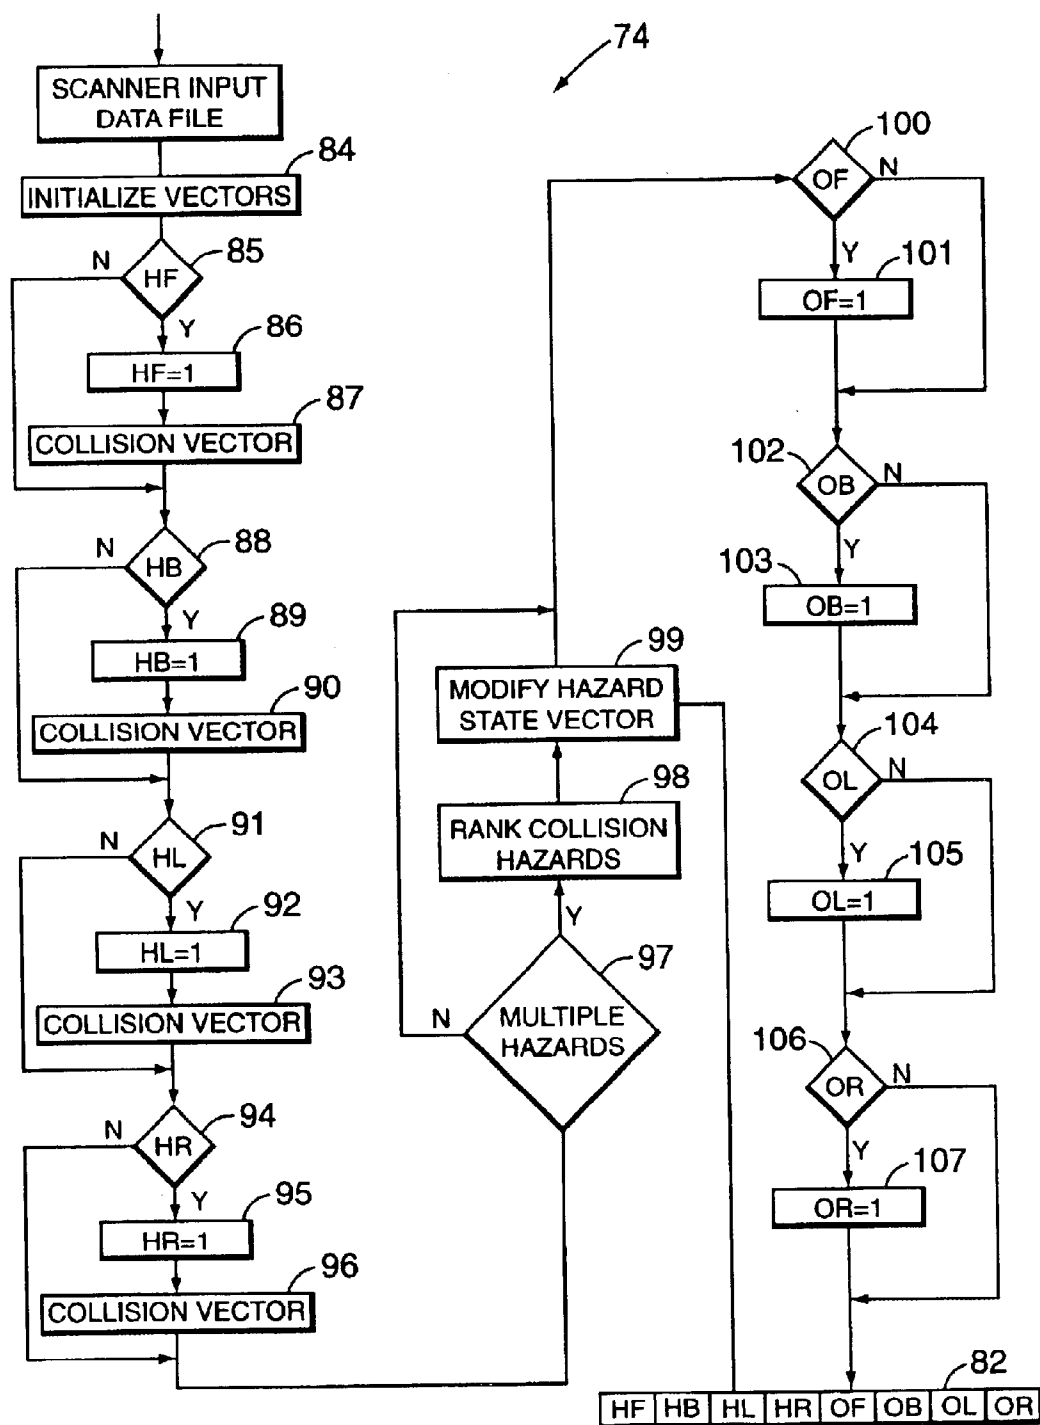 74
SCANNER INPUT
DATA FILE
84
INITIALIZE VECTORS
85
N
HF
Y
86
HF=1
87
COLLISION VECTOR
88
N
HB
Y
89
HB=1
90
COLLISION VECTOR
91
N
HL
Y
92
HL=1
93
COLLISION VECTOR
94
N
HR
Y
95
HR=1
96
COLLISION VECTOR
99
MODIFY HAZARD
STATE VECTOR
98
RANK COLLISION
HAZARDS
Y
97
N
MULTIPLE
HAZARDS
100
OF
N
Y
101
OF=1
102
OB
N
Y
103
OB=1
104
OL
N
Y
105
OL=1
106
OR
N
Y
107
OR=1
82
HF HB HL HR OF OB OL OR